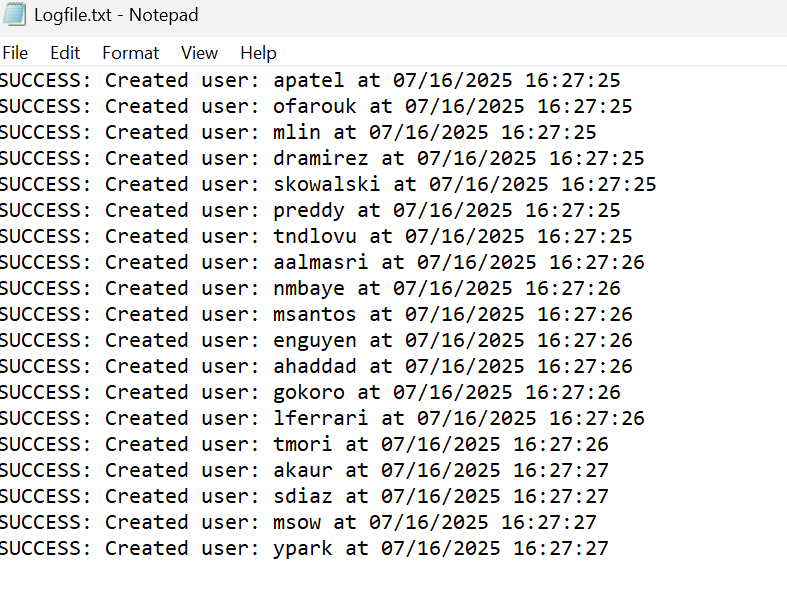 Logfile.txt - Notepad
File Edit Format View Help
SUCCESS: Created user: apatel at 07/16/2025 16:27:25
SUCCESS: Created user: ofarouk at 07/16/2025 16:27:25
SUCCESS: Created user: mlin at 07/16/2025 16:27:25
SUCCESS: Created user: dramirez at 07/16/2025 16:27:25
SUCCESS: Created user: skowalski at 07/16/2025 16:27:25
SUCCESS: Created user: preddy at 07/16/2025 16:27:25
SUCCESS: Created user: tndlovu at 07/16/2025 16:27:25
SUCCESS: Created user: aalmasri at 07/16/2025 16:27:26
SUCCESS: Created user: nmbaye at 07/16/2025 16:27:26
SUCCESS: Created user: msantos at 07/16/2025 16:27:26
SUCCESS: Created user: enguyen at 07/16/2025 16:27:26
SUCCESS: Created user: ahaddad at 07/16/2025 16:27:26
SUCCESS: Created user: gokoro at 07/16/2025 16:27:26
SUCCESS: Created user: lferrari at 07/16/2025 16:27:26
SUCCESS: Created user: tmori at 07/16/2025 16:27:26
SUCCESS: Created user: akaur at 07/16/2025 16:27:27
SUCCESS: Created user: sdiaz at 07/16/2025 16:27:27
SUCCESS: Created user: msow at 07/16/2025 16:27:27
SUCCESS: Created user: ypark at 07/16/2025 16:27:27